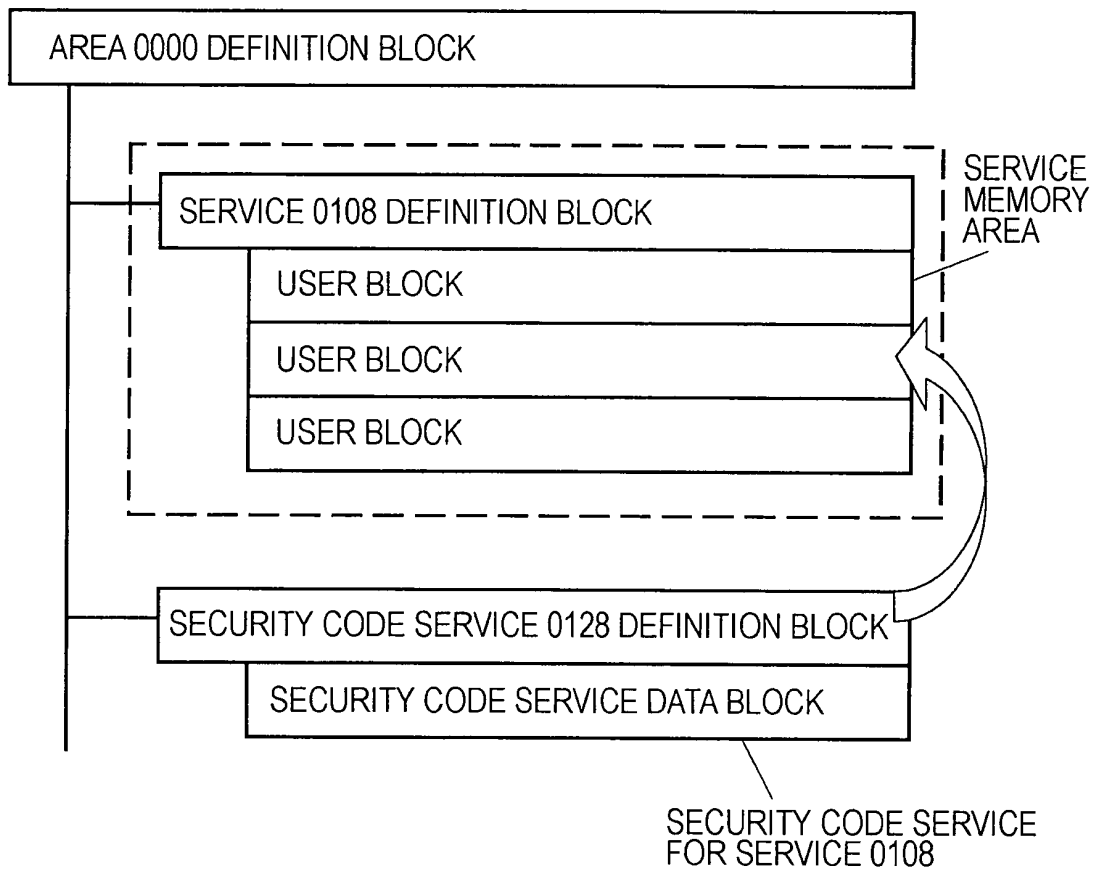 AREA 0000 DEFINITION BLOCK
SERVICE
MEMORY
AREA
SERVICE 0108 DEFINITION BLOCK
USER BLOCK
USER BLOCK
USER BLOCK
SECURITY CODE SERVICE 0128 DEFINITION BLOCK
SECURITY CODE SERVICE DATA BLOCK
SECURITY CODE SERVICE
FOR SERVICE 0108